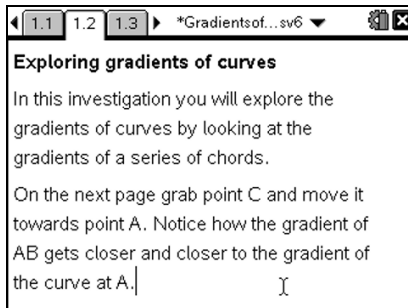 1.1 1.2 1.3 *Gradientsof...sv6
Exploring gradients of curves
In this investigation you will explore the
gradients of curves by looking at the
gradients of a series of chords.
On the next page grab point C and move it
towards point A. Notice how the gradient of
AB gets closer and closer to the gradient of
the curve at A.